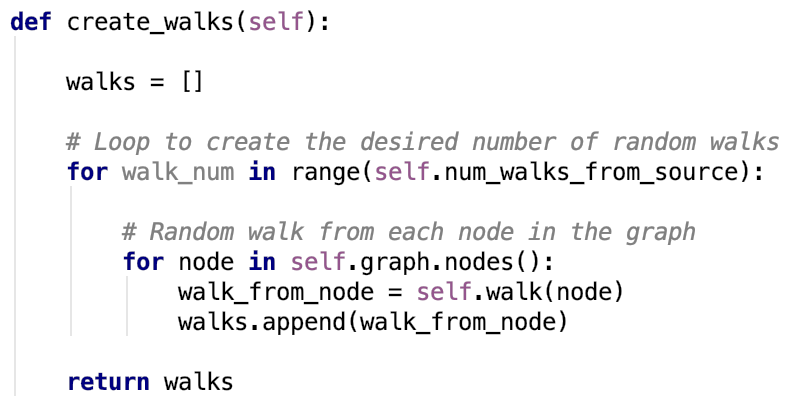 def create_walks(self):
    walks = []
    # Loop to create the desired number of random walks
    for walk_num in range(self.num_walks_from_source):
        # Random walk from each node in the graph
        for node in self.graph.nodes():
            walk_from_node = self.walk(node)
            walks.append(walk_from_node)
    return walks